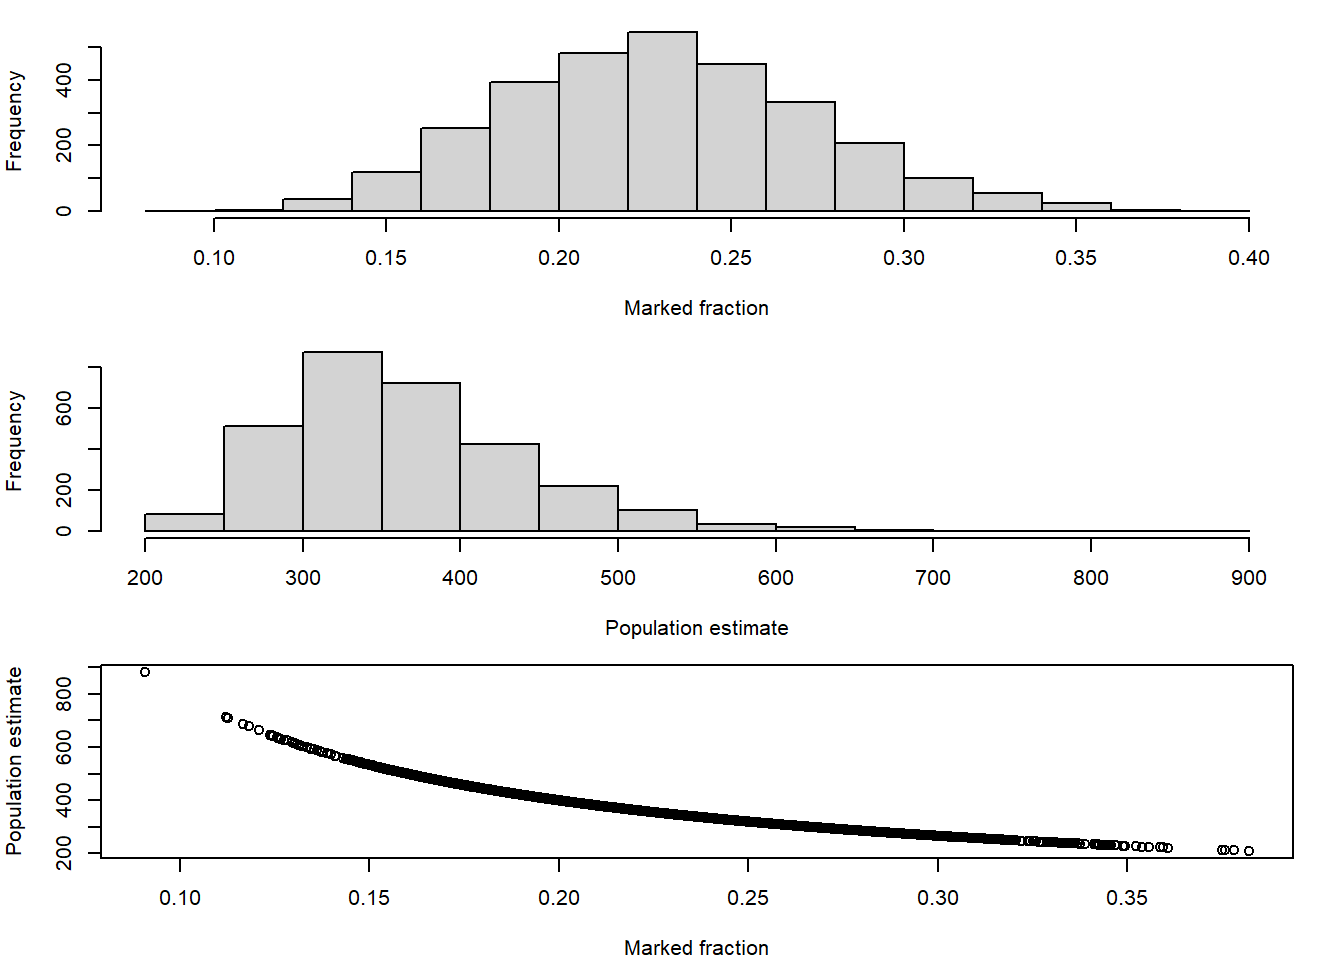 Frequency
0 200 400
0.10 0.15 0.20 0.25 0.30 0.35 0.40
Marked fraction
Frequency
0 200 600
200 300 400 500 600 700 800 900
Population estimate
Population estimate
200 400 600 800
0.10 0.15 0.20 0.25 0.30 0.35
Marked fraction